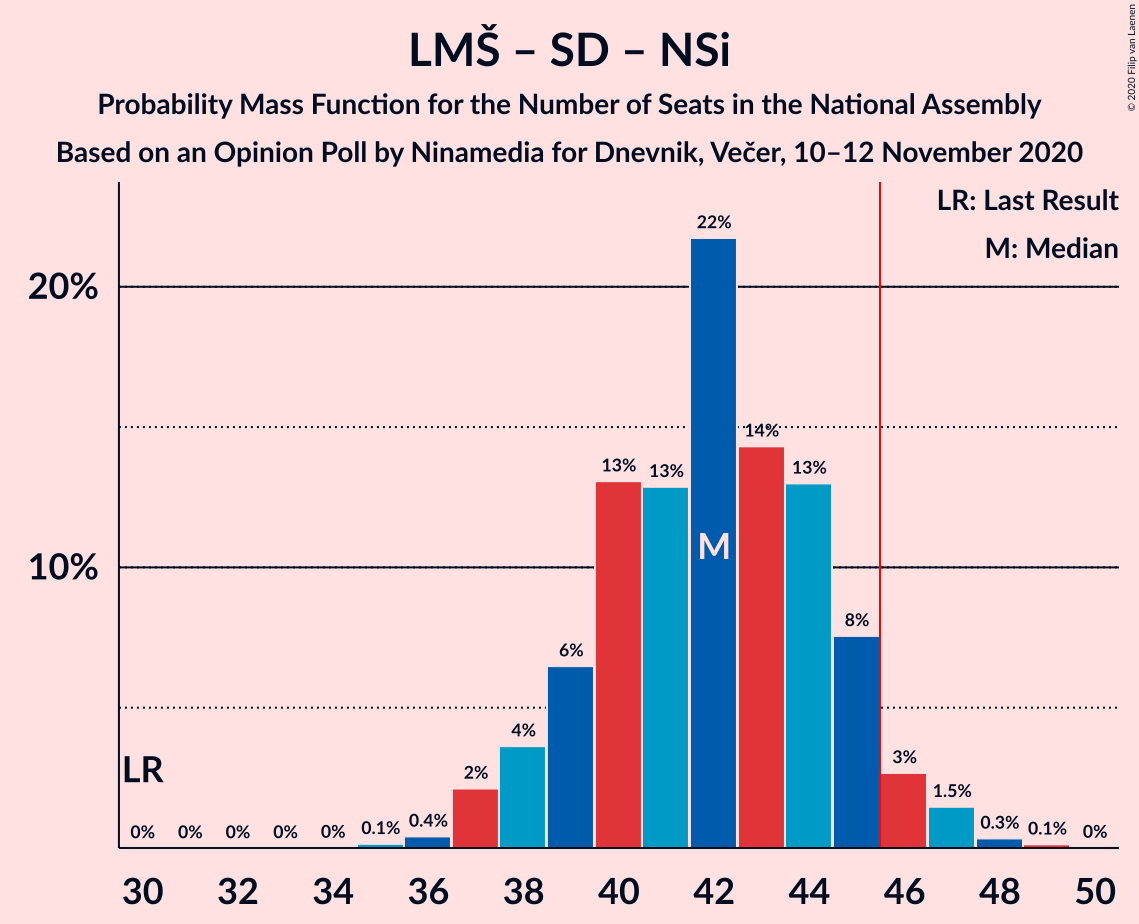 LMŠ – SD – NSi
Probability Mass Function for the Number of Seats in the National Assembly
Based on an Opinion Poll by Ninamedia for Dnevnik, Večer, 10–12 November 2020
© 2020 Filip van Laenen
LR: Last Result
M: Median
20%
10%
LR
M
0%
0%
0%
0%
0%
0.1%
0.4%
2%
4%
6%
13%
13%
22%
14%
13%
8%
3%
1.5%
0.3%
0.1%
0%
30 32 34 36 38 40 42 44 46 48 50